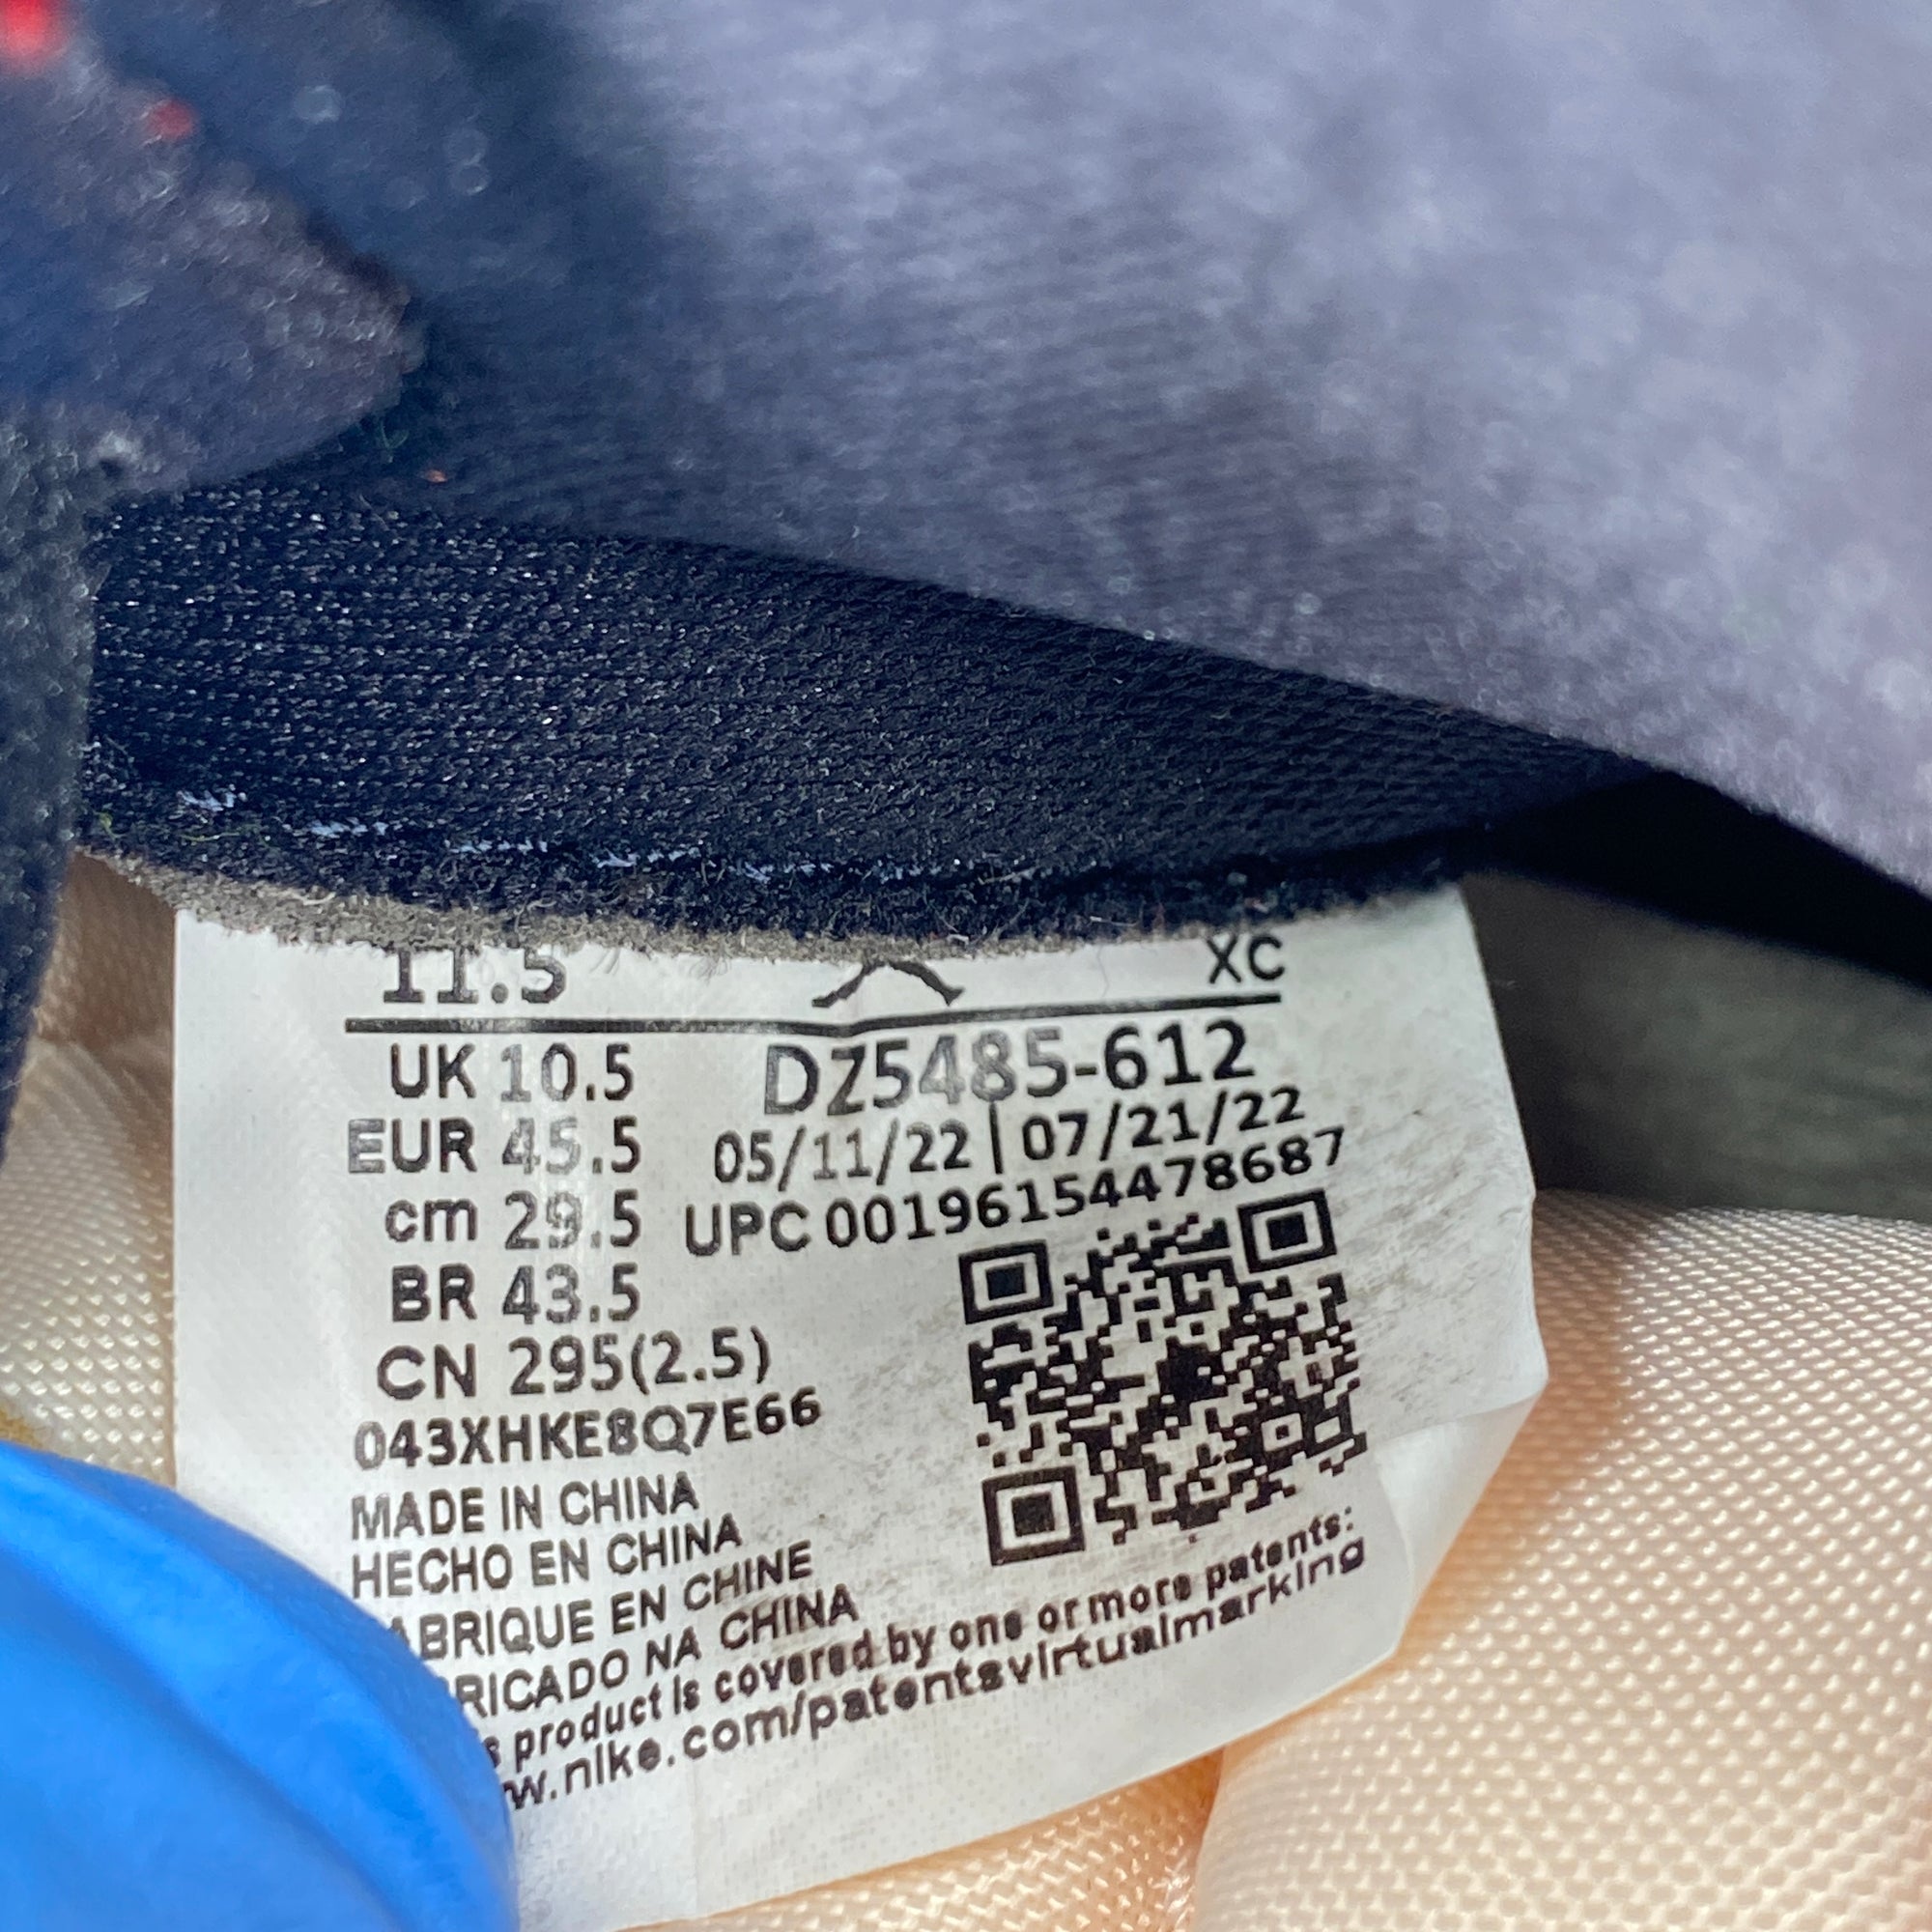 11.5 XC
UK 10.5 DZ5485-612
EUR 45.5 05/11/22 | 07/21/22
cm 29.5 UPC 00196154478687
BR 43.5
CN 295(2.5)
043XHKE8Q7E66
MADE IN CHINA
HECHO EN CHINA
ABRIQUE EN CHINE
RICADO NA CHINA
s product is covered by one or more patents:
w.nike.com/patentsvirtualmarking